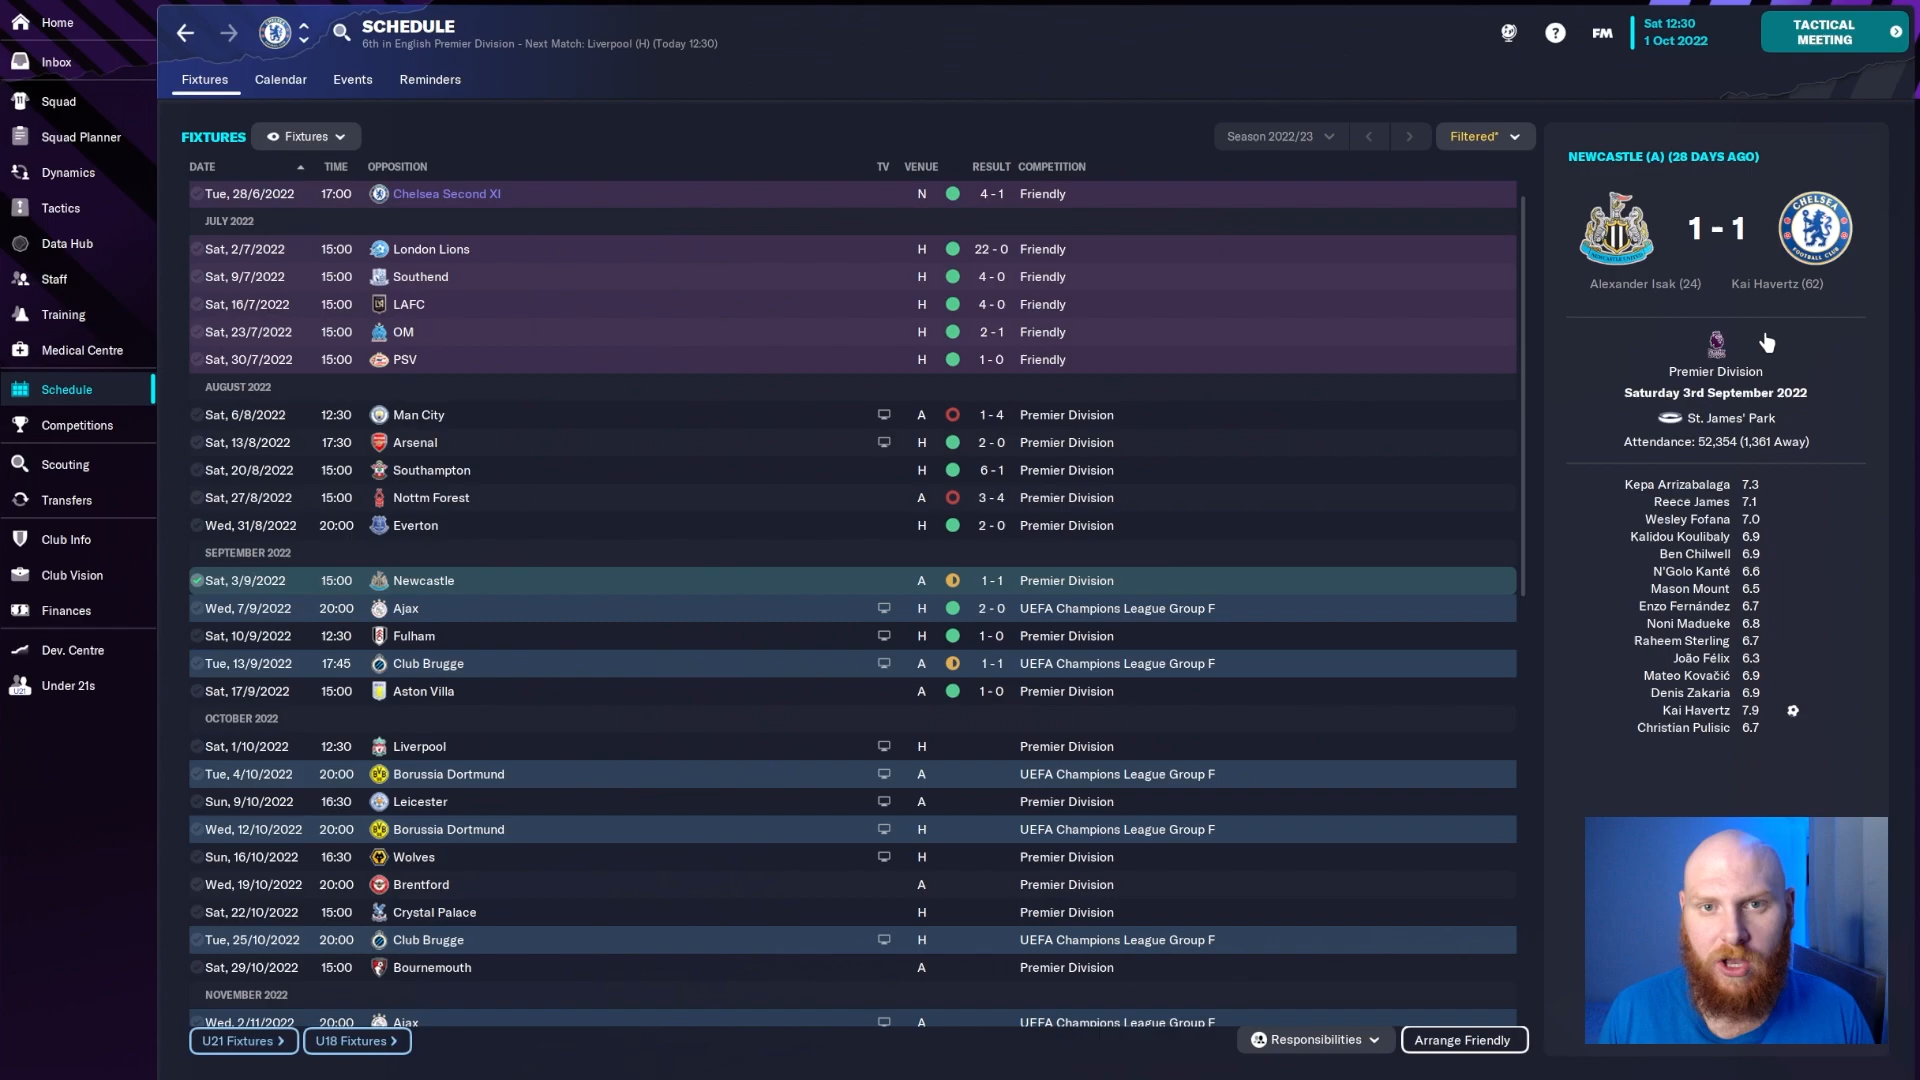 Home
Inbox
Squad
Squad Planner
Dynamics
Tactics
Data Hub
Staff
Training
Medical Centre
Schedule
Competitions
Scouting
Transfers
Club Info
Club Vision
Finances
Dev. Centre
Under 21s
SCHEDULE
6th in English Premier Division - Next Match: Liverpool (H) (Today 12:30)
FM
Sat 12:30
1 Oct 2022
TACTICAL
MEETING
Fixtures Calendar Events Reminders
FIXTURES Fixtures Season 2022/23 Filtered*
DATE TIME OPPOSITION TV VENUE RESULT COMPETITION
Tue, 28/6/2022 17:00 Chelsea Second XI N 4 - 1 Friendly
JULY 2022
Sat, 2/7/2022 15:00 London Lions H 22 - 0 Friendly
Sat, 9/7/2022 15:00 Southend H 4 - 0 Friendly
Sat, 16/7/2022 15:00 LAFC H 4 - 0 Friendly
Sat, 23/7/2022 15:00 OM H 2 - 1 Friendly
Sat, 30/7/2022 15:00 PSV H 1 - 0 Friendly
AUGUST 2022
Sat, 6/8/2022 12:30 Man City A 1 - 4 Premier Division
Sat, 13/8/2022 17:30 Arsenal H 2 - 0 Premier Division
Sat, 20/8/2022 15:00 Southampton H 6 - 1 Premier Division
Sat, 27/8/2022 15:00 Nottm Forest A 3 - 4 Premier Division
Wed, 31/8/2022 20:00 Everton H 2 - 0 Premier Division
SEPTEMBER 2022
Sat, 3/9/2022 15:00 Newcastle A 1 - 1 Premier Division
Wed, 7/9/2022 20:00 Ajax H 2 - 0 UEFA Champions League Group F
Sat, 10/9/2022 12:30 Fulham H 1 - 0 Premier Division
Tue, 13/9/2022 17:45 Club Brugge A 1 - 1 UEFA Champions League Group F
Sat, 17/9/2022 15:00 Aston Villa A 1 - 0 Premier Division
OCTOBER 2022
Sat, 1/10/2022 12:30 Liverpool H Premier Division
Tue, 4/10/2022 20:00 Borussia Dortmund A UEFA Champions League Group F
Sun, 9/10/2022 16:30 Leicester A Premier Division
Wed, 12/10/2022 20:00 Borussia Dortmund H UEFA Champions League Group F
Sun, 16/10/2022 16:30 Wolves H Premier Division
Wed, 19/10/2022 20:00 Brentford A Premier Division
Sat, 22/10/2022 15:00 Crystal Palace H Premier Division
Tue, 25/10/2022 20:00 Club Brugge H UEFA Champions League Group F
Sat, 29/10/2022 15:00 Bournemouth A Premier Division
NOVEMBER 2022
Wed, 2/11/2022 20:00 Ajax A UEFA Champions League Group F
U21 Fixtures U18 Fixtures Responsibilities Arrange Friendly
NEWCASTLE (A) (28 DAYS AGO)
1 - 1
Alexander Isak (24) Kai Havertz (62)
Premier Division
Saturday 3rd September 2022
St. James' Park
Attendance: 52,354 (1,361 Away)
Kepa Arrizabalaga 7.3
Reece James 7.1
Wesley Fofana 7.0
Kalidou Koulibaly 6.9
Ben Chilwell 6.9
N'Golo Kanté 6.6
Mason Mount 6.5
Enzo Fernández 6.7
Noni Madueke 6.8
Raheem Sterling 6.7
João Félix 6.3
Mateo Kovačić 6.9
Denis Zakaria 6.9
Kai Havertz 7.9
Christian Pulisic 6.7